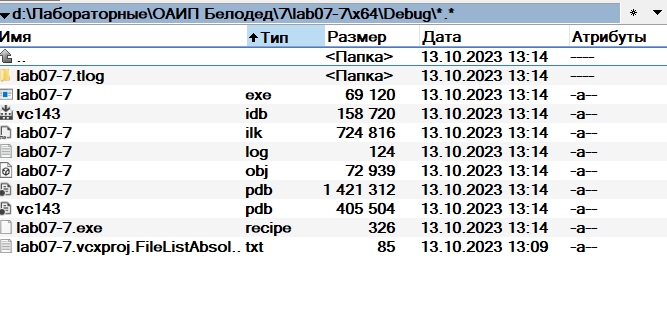 d:\Лабораторные\ОАИП Белодед\7\lab07-7\x64\Debug\*.*
Имя Тип Размер Дата Атрибуты
.. <Папка> 13.10.2023 13:14 ----
lab07-7.tlog <Папка> 13.10.2023 13:14 ----
lab07-7 exe 69 120 13.10.2023 13:14 -a--
vc143 idb 158 720 13.10.2023 13:14 -a--
lab07-7 ilk 724 816 13.10.2023 13:14 -a--
lab07-7 log 124 13.10.2023 13:14 -a--
lab07-7 obj 72 939 13.10.2023 13:14 -a--
lab07-7 pdb 1 421 312 13.10.2023 13:14 -a--
vc143 pdb 405 504 13.10.2023 13:14 -a--
lab07-7.exe recipe 326 13.10.2023 13:14 -a--
lab07-7.vcxproj.FileListAbsol.. txt 85 13.10.2023 13:09 -a--